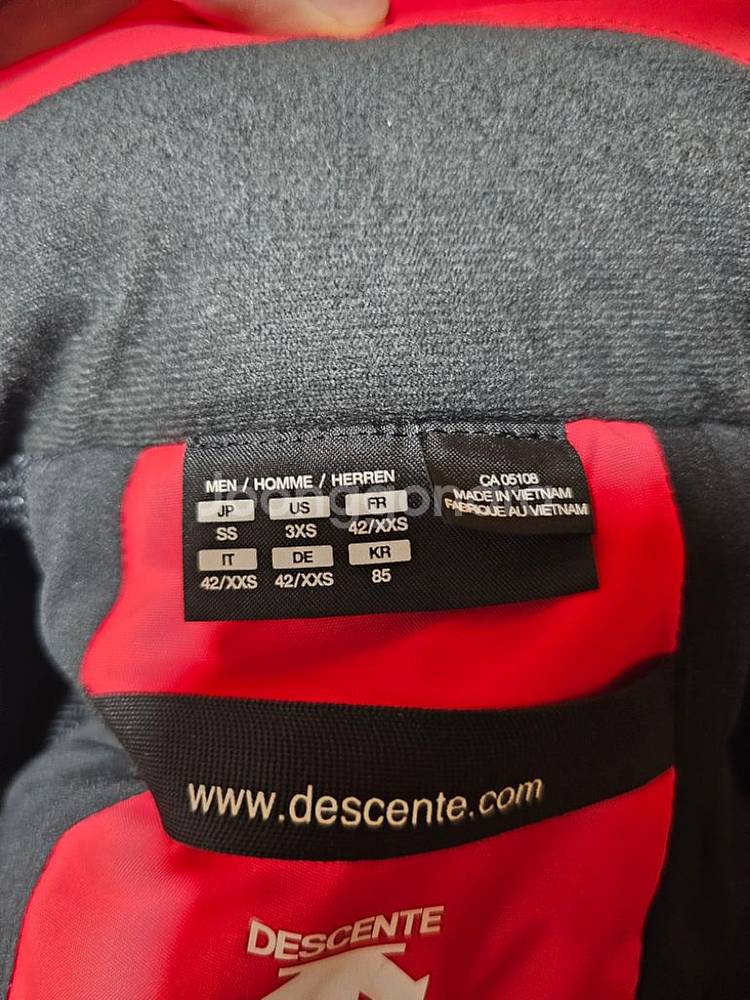 MEN / HOMME / HERREN
JP US FR
SS 3XS 42/XXS
IT DE KR
42/XXS 42/XXS 85
CA 05108
MADE IN VIETNAM
FABRIQUE AU VIETNAM
www.descente.com
DESCENTE